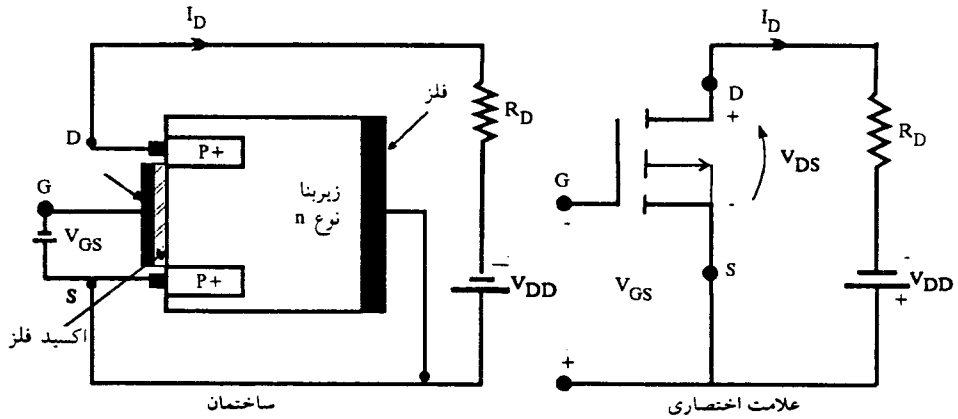 I_D
فلز
R_D
D
P+
G
زیربنا
نوع n
V_GS
P+
S
−
V_DD
اکسید فلز
ساختمان
I_D
D
+
R_D
V_DS
G
-
-
S
V_GS
-
V_DD
+
+
علامت اختصاری